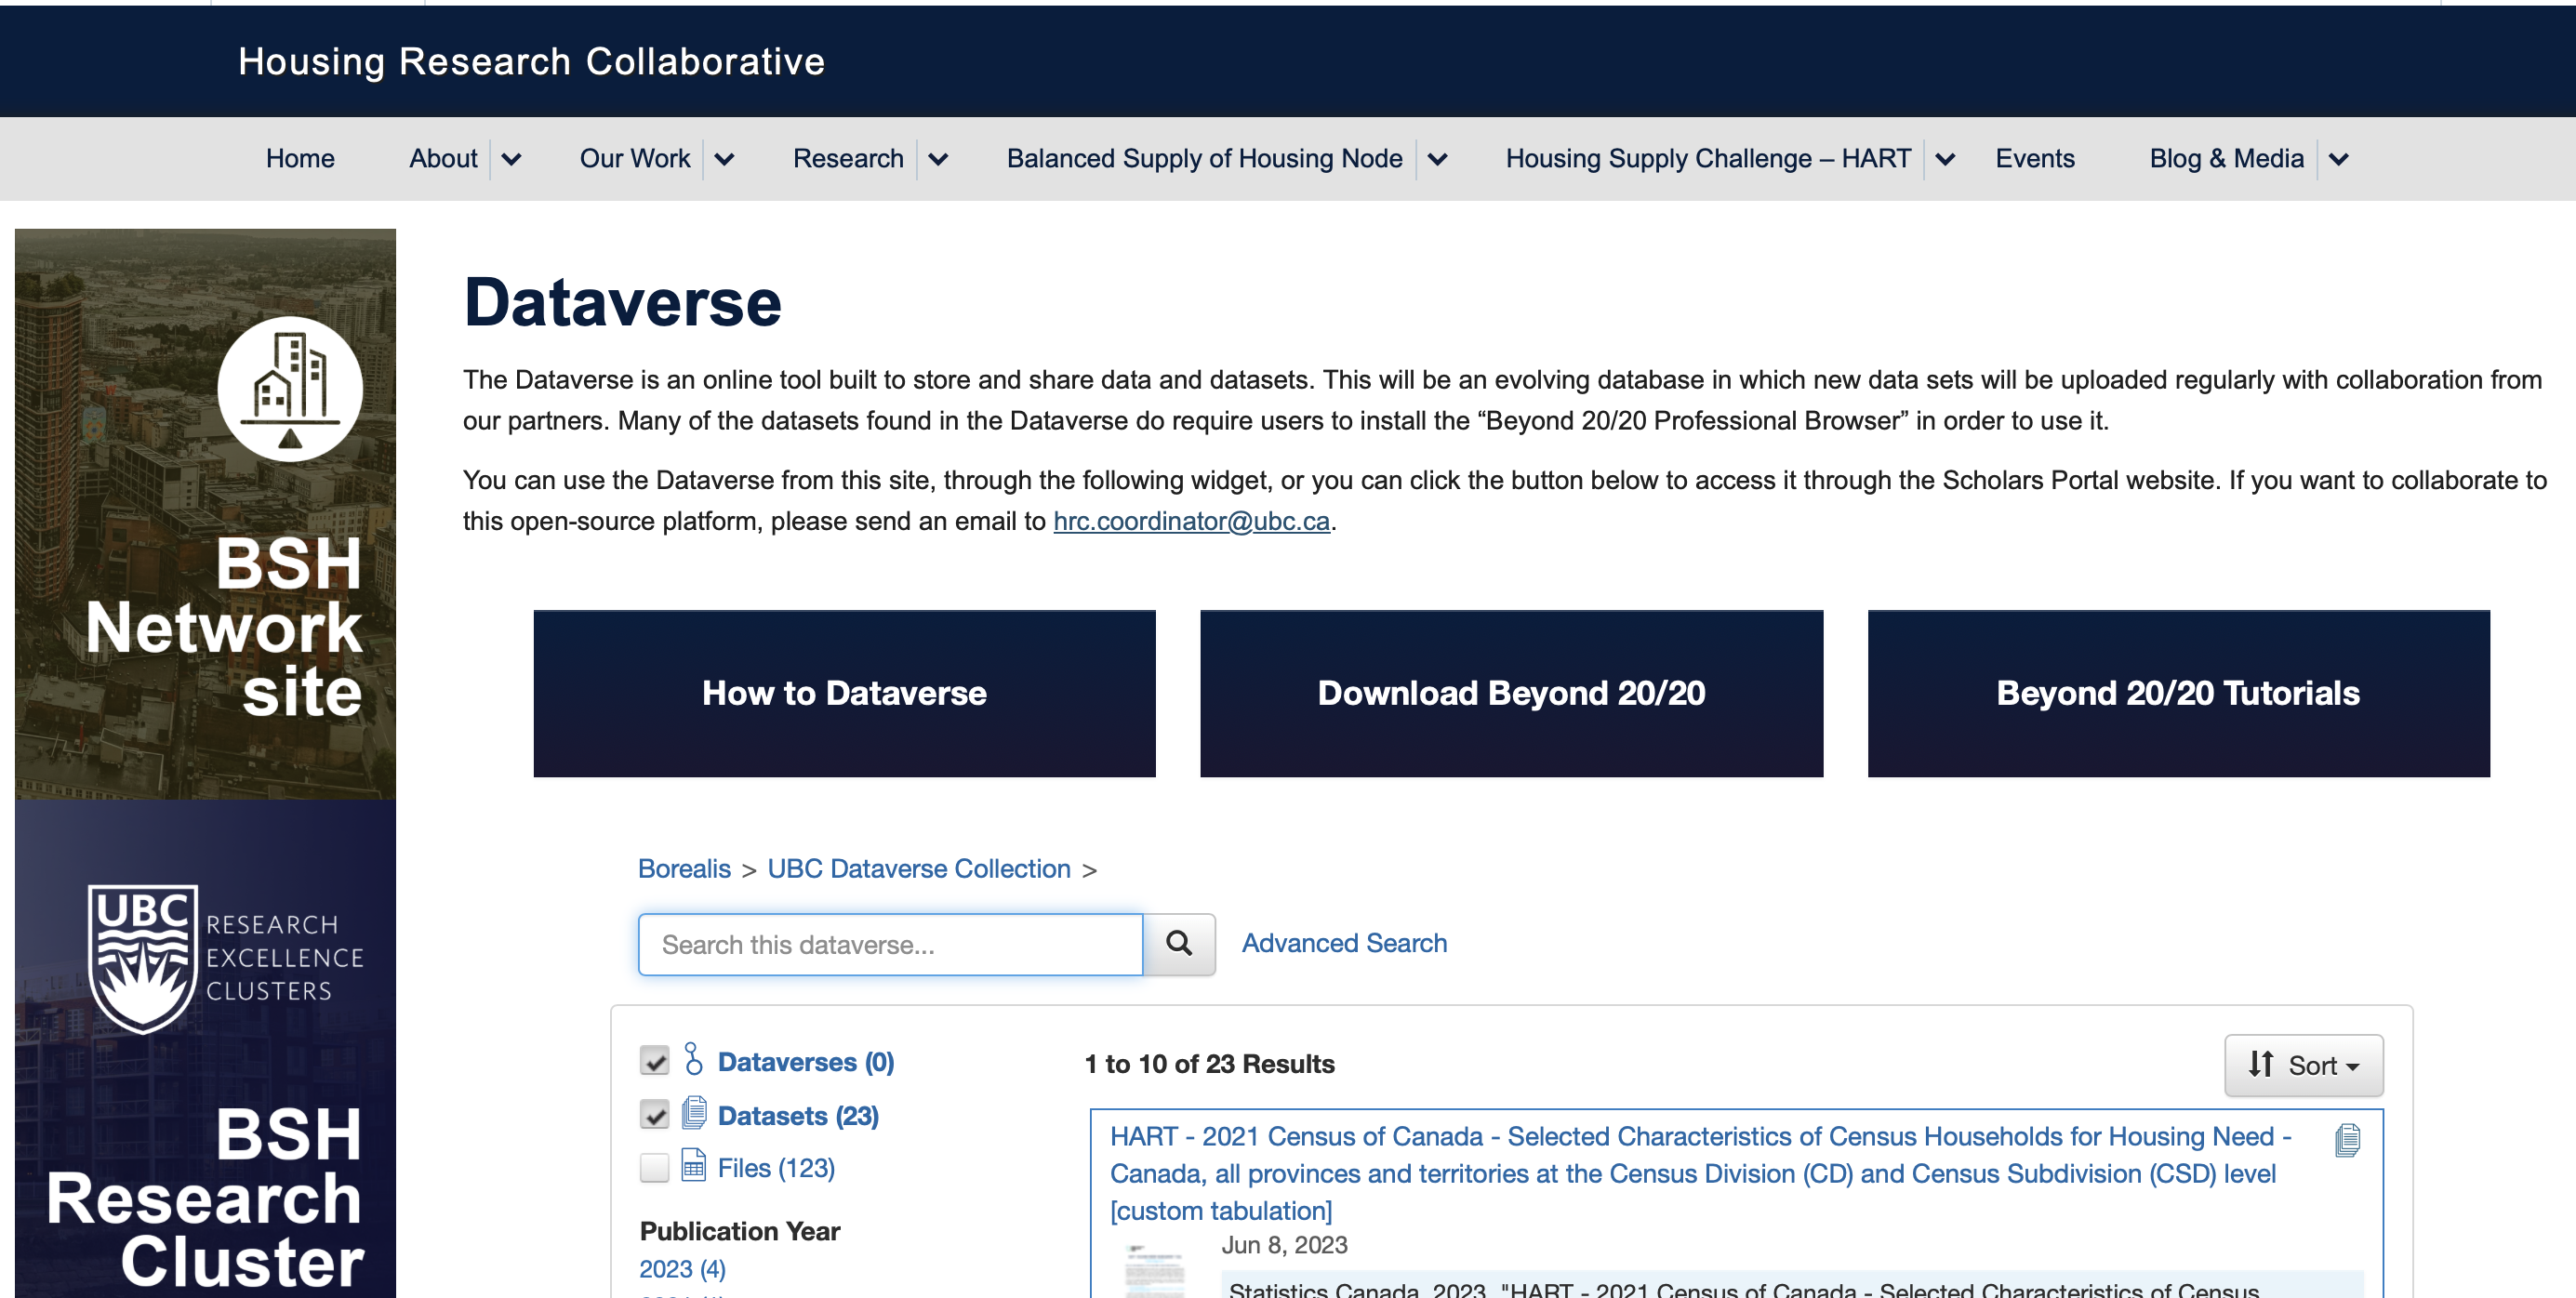 Housing Research Collaborative
Home About Our Work Research Balanced Supply of Housing Node Housing Supply Challenge – HART Events Blog & Media
BSH
Network
site
UBC
RESEARCH
EXCELLENCE
CLUSTERS
BSH
Research
Cluster
Dataverse
The Dataverse is an online tool built to store and share data and datasets. This will be an evolving database in which new data sets will be uploaded regularly with collaboration from
our partners. Many of the datasets found in the Dataverse do require users to install the “Beyond 20/20 Professional Browser” in order to use it.
You can use the Dataverse from this site, through the following widget, or you can click the button below to access it through the Scholars Portal website. If you want to collaborate to
this open-source platform, please send an email to hrc.coordinator@ubc.ca.
How to Dataverse
Download Beyond 20/20
Beyond 20/20 Tutorials
Borealis > UBC Dataverse Collection >
Search this dataverse...
Advanced Search
Dataverses (0)
Datasets (23)
Files (123)
Publication Year
2023 (4)
1 to 10 of 23 Results
Sort
HART - 2021 Census of Canada - Selected Characteristics of Census Households for Housing Need -
Canada, all provinces and territories at the Census Division (CD) and Census Subdivision (CSD) level
[custom tabulation]
Jun 8, 2023
Statistics Canada, 2023, "HART - 2021 Census of Canada - Selected Characteristics of Census